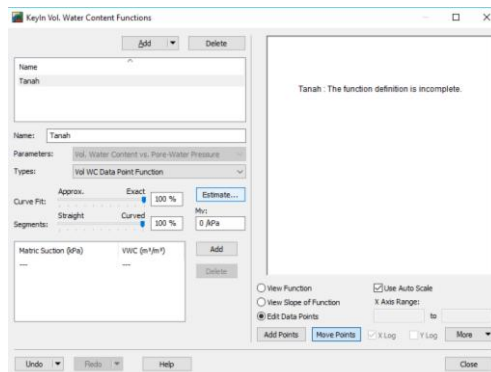 KeyIn Vol. Water Content Functions
Add
Delete
Name
Tanah
Name: Tanah
Parameters: Vol. Water Content vs. Pore-Water Pressure
Types: Vol WC Data Point Function
Approx. Exact
Curve Fit: 100 % Estimate...
Straight Curved Mv:
Segments: 100 % 0 /kPa
Matric Suction (kPa) VWC (m³/m³) Add
--- ---
Delete
Tanah : The function definition is incomplete.
View Function Use Auto Scale
View Slope of Function X Axis Range:
Edit Data Points to
Add Points Move Points X Log Y Log More
Undo Redo Help Close